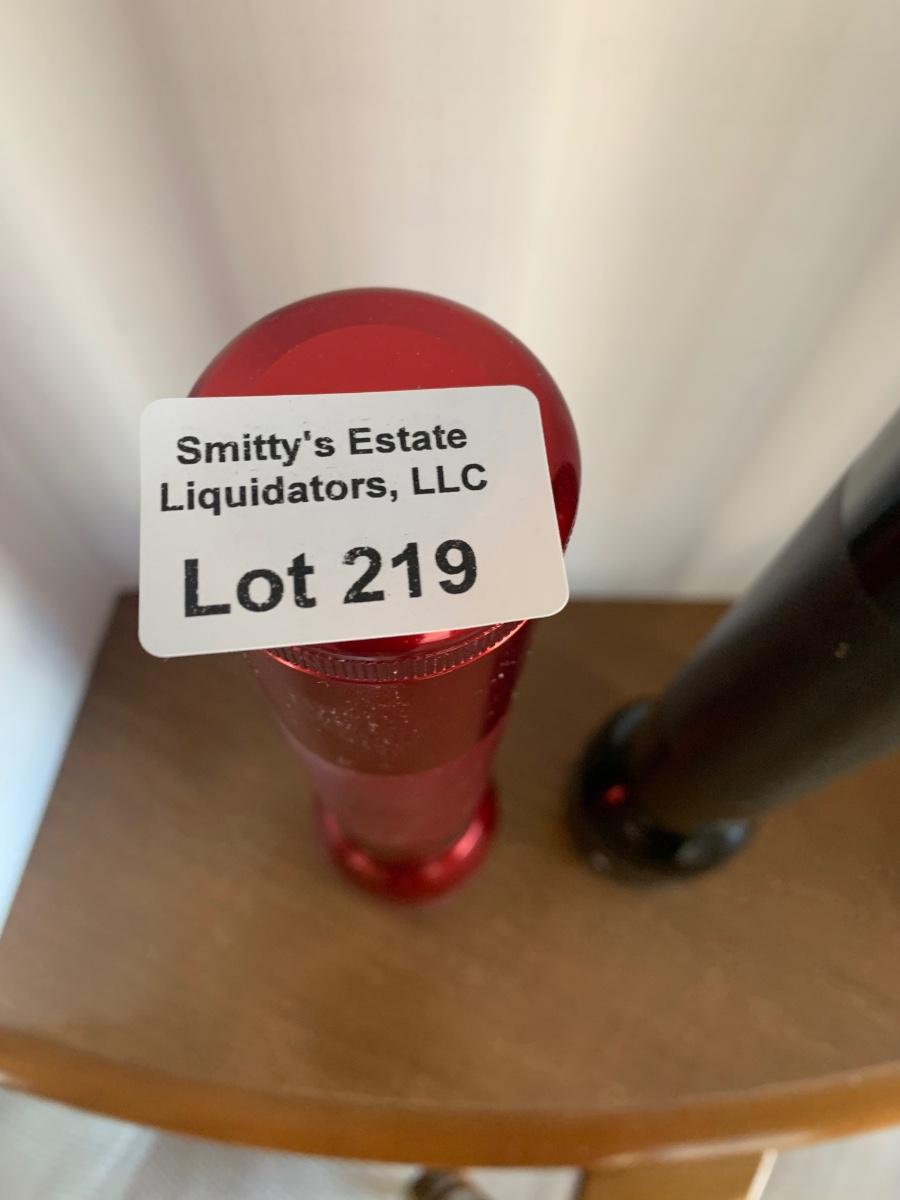 Smitty's Estate
Liquidators, LLC
Lot 219